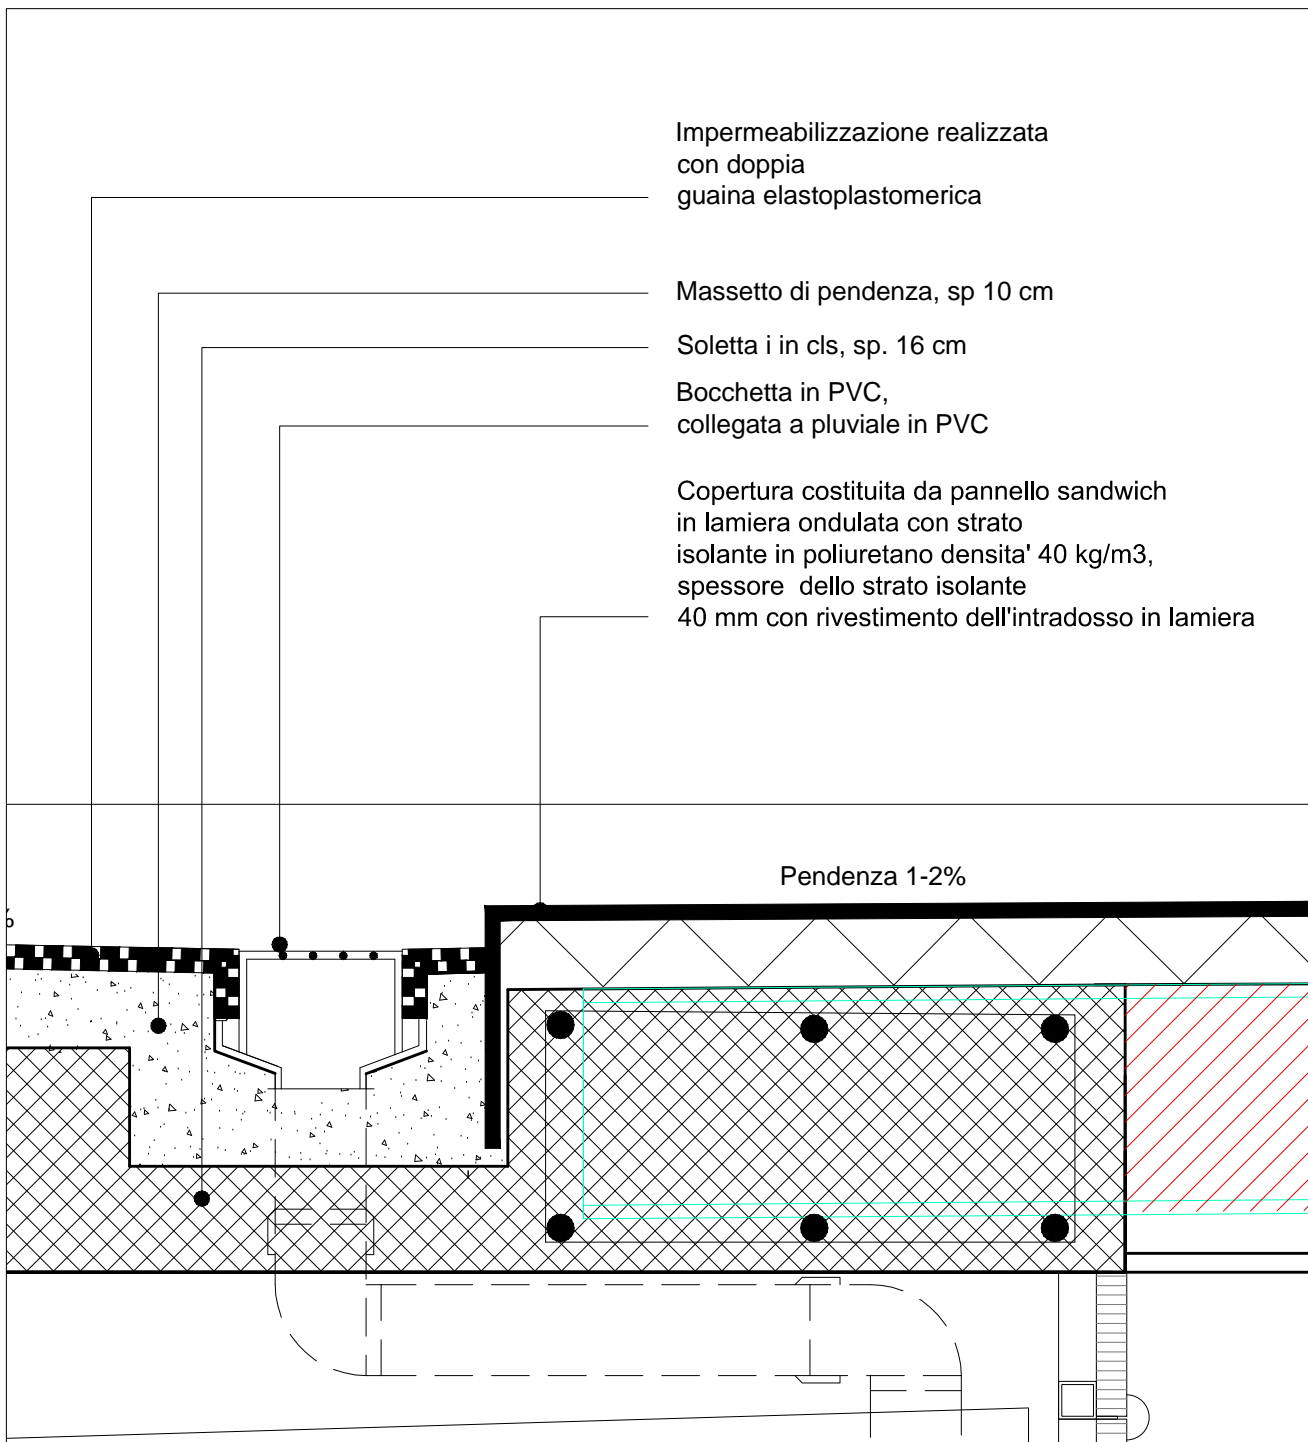 Impermeabilizzazione realizzata
con doppia
guaina elastoplastomerica
Massetto di pendenza, sp 10 cm
Soletta i in cls, sp. 16 cm
Bocchetta in PVC,
collegata a pluviale in PVC
Copertura costituita da pannello sandwich
in lamiera ondulata con strato
isolante in poliuretano densita' 40 kg/m3,
spessore  dello strato isolante
40 mm con rivestimento dell'intradosso in lamiera
Pendenza 1-2%